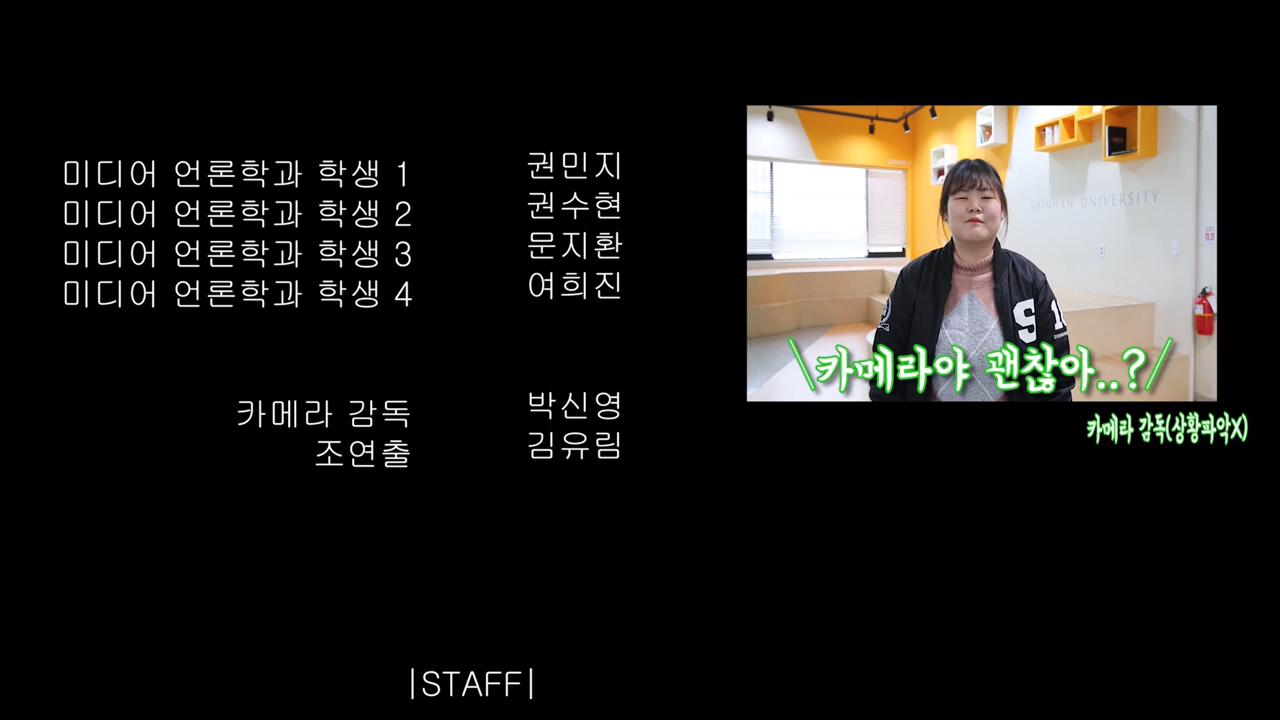 미디어 언론학과 학생 1 권민지
미디어 언론학과 학생 2 권수현
미디어 언론학과 학생 3 문지환
미디어 언론학과 학생 4 여희진
카메라 감독 박신영
조연출 김유림
SHINHAN UNIVERSITY
\카메라야 괜찮아..?/
카메라 감독(상황파악X)
|STAFF|